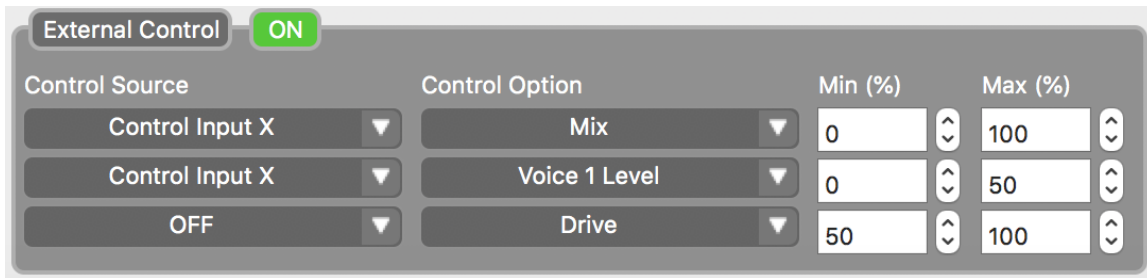 External Control ON
Control Source Control Option Min (%) Max (%)
Control Input X Mix 0 100
Control Input X Voice 1 Level 0 50
OFF Drive 50 100